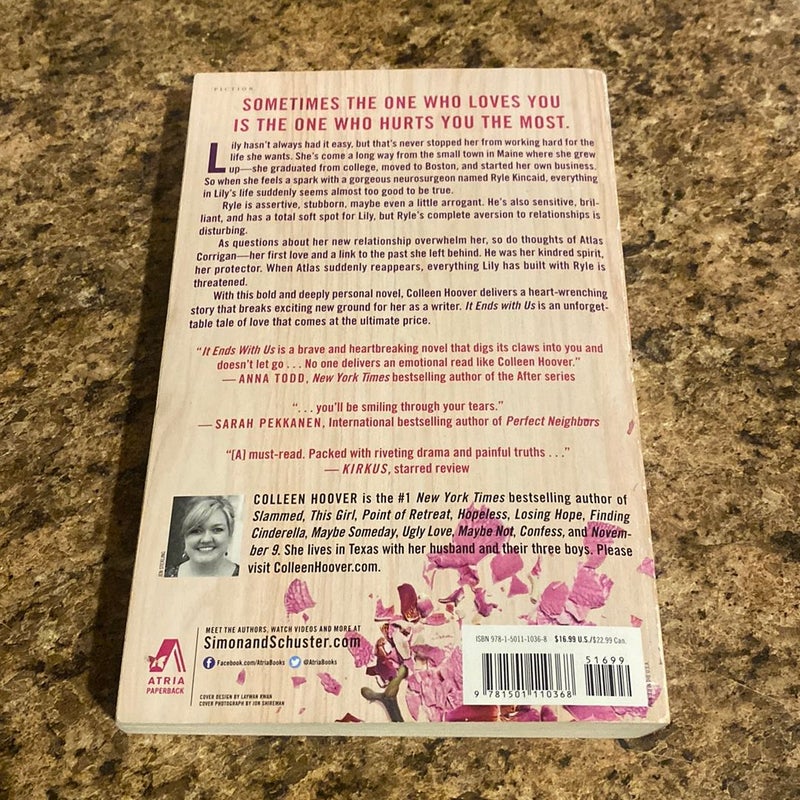 FICTION
SOMETIMES THE ONE WHO LOVES YOU
IS THE ONE WHO HURTS YOU THE MOST.
Lily hasn't always had it easy, but that's never stopped her from working hard for the
life she wants. She's come a long way from the small town in Maine where she grew
up—she graduated from college, moved to Boston, and started her own business.
So when she feels a spark with a gorgeous neurosurgeon named Ryle Kincaid, everything
in Lily's life suddenly seems almost too good to be true.
Ryle is assertive, stubborn, maybe even a little arrogant. He's also sensitive, bril-
liant, and has a total soft spot for Lily, but Ryle's complete aversion to relationships is
disturbing.
As questions about her new relationship overwhelm her, so do thoughts of Atlas
Corrigan—her first love and a link to the past she left behind. He was her kindred spirit,
her protector. When Atlas suddenly reappears, everything Lily has built with Ryle is
threatened.
With this bold and deeply personal novel, Colleen Hoover delivers a heart-wrenching
story that breaks exciting new ground for her as a writer. It Ends with Us is an unforget-
table tale of love that comes at the ultimate price.
"It Ends With Us is a brave and heartbreaking novel that digs its claws into you and
doesn't let go . . . No one delivers an emotional read like Colleen Hoover."
— ANNA TODD, New York Times bestselling author of the After series
". . . you'll be smiling through your tears."
— SARAH PEKKANEN, International bestselling author of Perfect Neighbors
"[A] must-read. Packed with riveting drama and painful truths . . ."
— KIRKUS, starred review
COLLEEN HOOVER is the #1 New York Times bestselling author of
Slammed, This Girl, Point of Retreat, Hopeless, Losing Hope, Finding
Cinderella, Maybe Someday, Ugly Love, Maybe Not, Confess, and Novem-
ber 9. She lives in Texas with her husband and their three boys. Please
visit ColleenHoover.com.
MEET THE AUTHORS, WATCH VIDEOS AND MORE AT
SimonandSchuster.com
Facebook.com/AtriaBooks @AtriaBooks
ATRIA
PAPERBACK
COVER DESIGN BY LAYWAN KWAN
COVER PHOTOGRAPH BY JON SHIREMAN
ISBN 978-1-5011-1036-8 $16.99 U.S./$22.99 Can.
51699
9 781501 110368